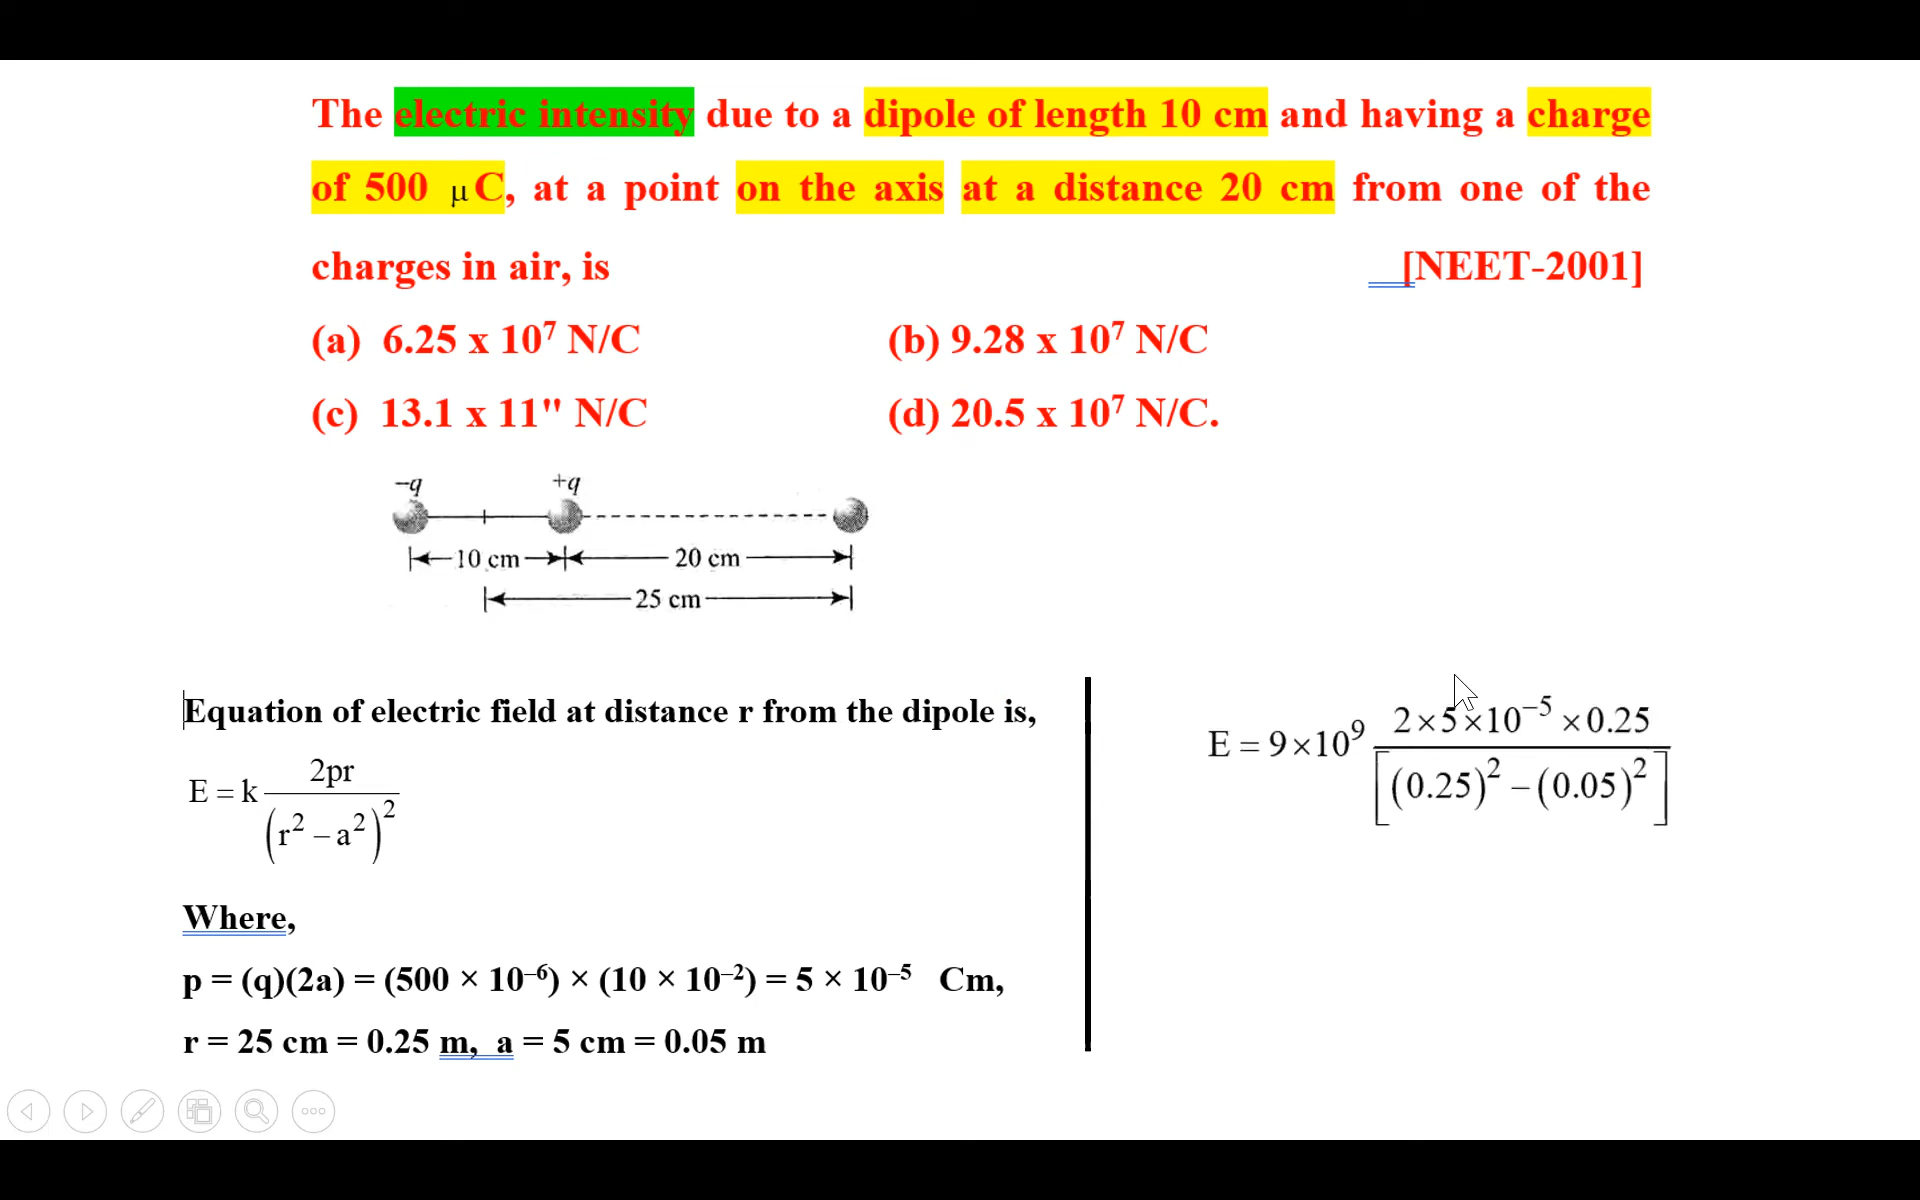 The electric intensity due to a dipole of length 10 cm and having a charge
of 500 μC, at a point on the axis at a distance 20 cm from one of the
charges in air, is __[NEET-2001]
(a) 6.25 x 10⁷ N/C (b) 9.28 x 10⁷ N/C
(c) 13.1 x 11" N/C (d) 20.5 x 10⁷ N/C.
–q +q
10 cm 20 cm
25 cm
Equation of electric field at distance r from the dipole is,
E = k 2pr / (r² – a²)²
Where,
p = (q)(2a) = (500 × 10⁻⁶) × (10 × 10⁻²) = 5 × 10⁻⁵ Cm,
r = 25 cm = 0.25 m, a = 5 cm = 0.05 m
E = 9×10⁹ 2×5×10⁻⁵×0.25 / [(0.25)² – (0.05)²]